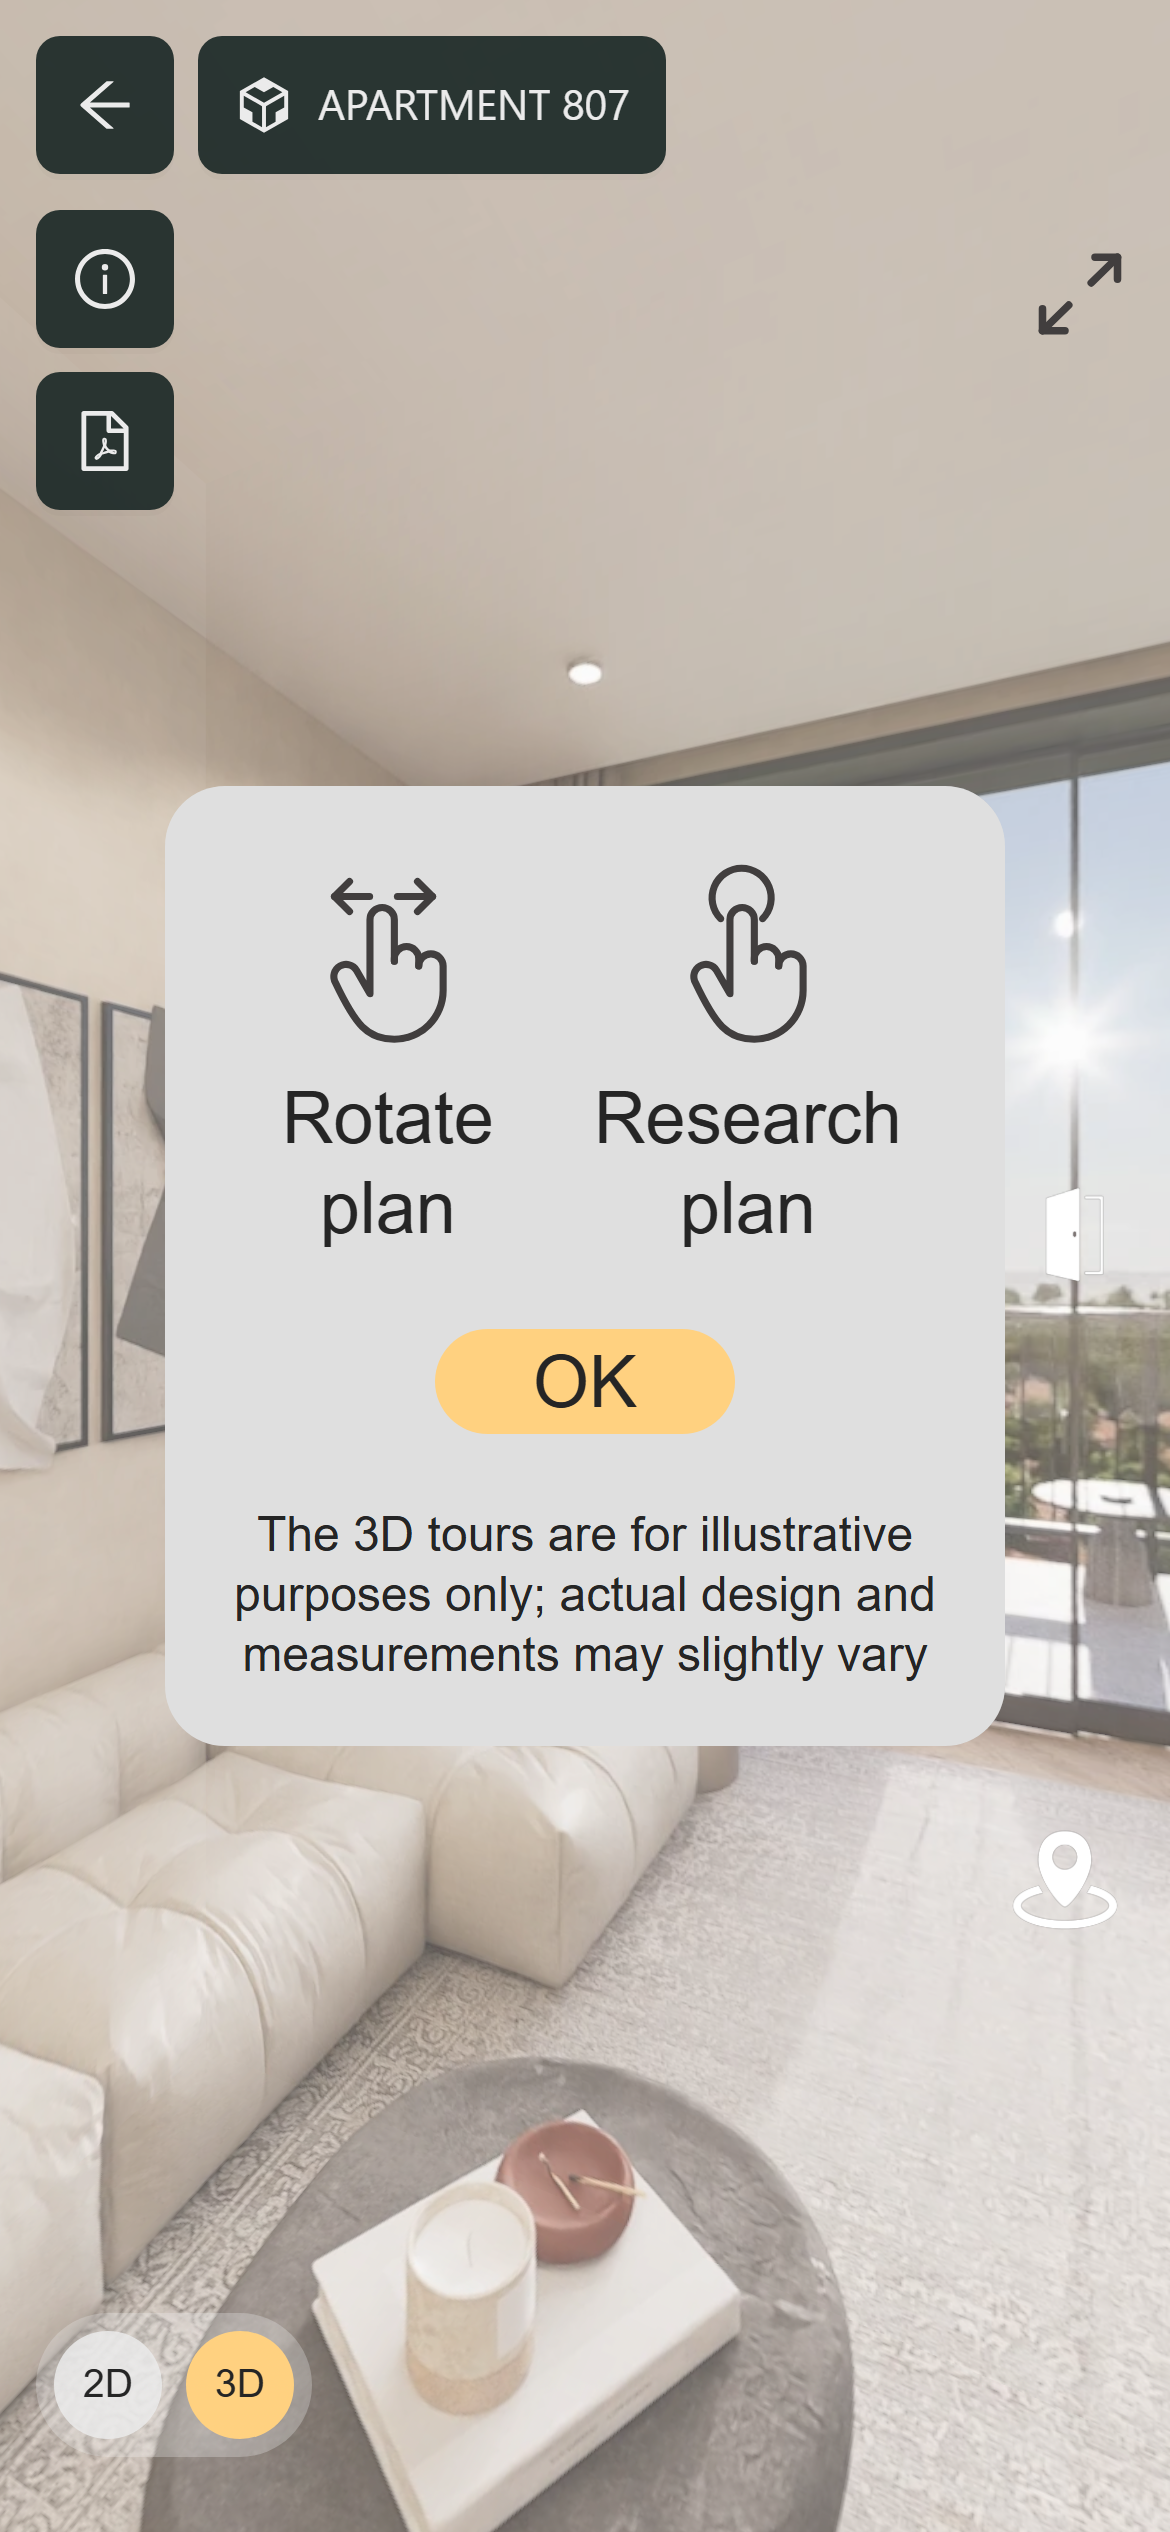 APARTMENT 807
Rotate
plan
Research
plan
OK
The 3D tours are for illustrative
purposes only; actual design and
measurements may slightly vary
2D
3D